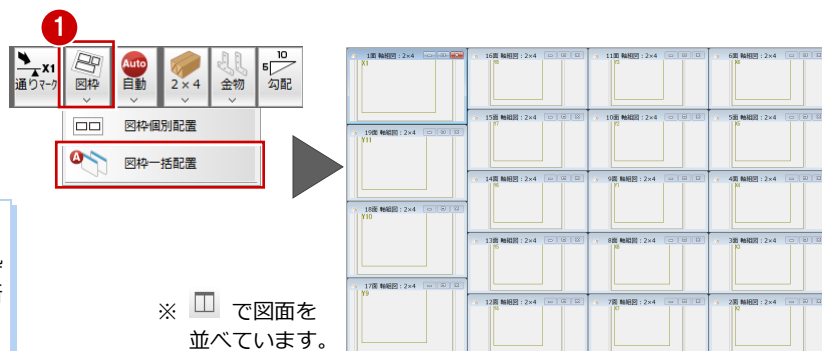 1
X1
通りマーク
図枠
Auto
自動
2×4
金物
10
5
勾配
図枠個別配置
A
図枠一括配置
※ で図面を
並べています。
1面 軸組図：2×4
X1
16面 軸組図：2×4
11面 軸組図：2×4
6面 軸組図：2×4
19面 軸組図：2×4
Y11
15面 軸組図：2×4
10面 軸組図：2×4
5面 軸組図：2×4
18面 軸組図：2×4
Y10
14面 軸組図：2×4
9面 軸組図：2×4
4面 軸組図：2×4
17面 軸組図：2×4
Y9
13面 軸組図：2×4
8面 軸組図：2×4
3面 軸組図：2×4
12面 軸組図：2×4
7面 軸組図：2×4
2面 軸組図：2×4